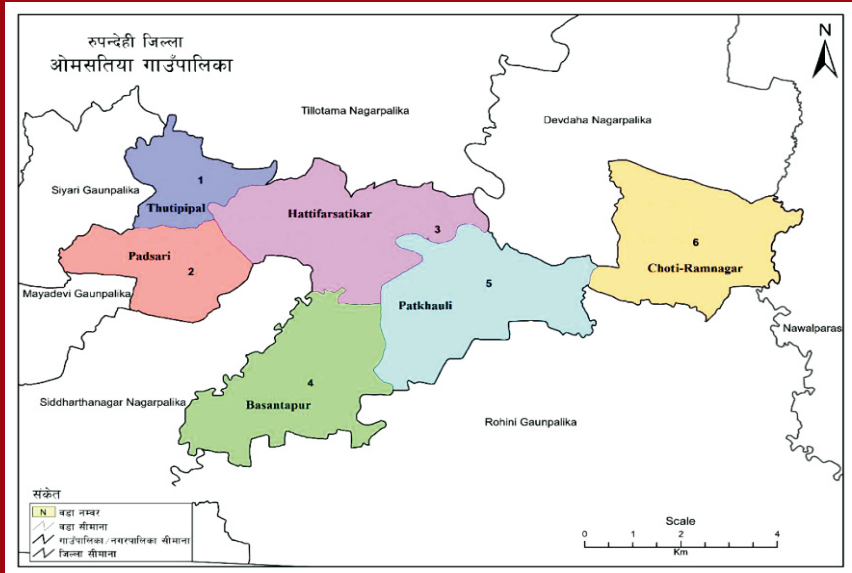 रुपन्देही जिल्ला
ओमसतिया गाउँपालिका
N
Tillotama Nagarpalika
Devdaha Nagarpalika
Siyari Gaunpalika
1
Thutipipal
Hattifarsatikar
3
6
Choti-Ramnagar
Padsari
2
Mayadevi Gaunpalika
5
Patkhauli
Nawalparas
4
Basantapur
Siddharthanagar Nagarpalika
Rohini Gaunpalika
संकेत
N वडा नम्वर
वडा सीमाना
गाउँपालिका/नगरपालिका सीमाना
जिल्ला सीमाना
Scale
0 1 2 4
Km